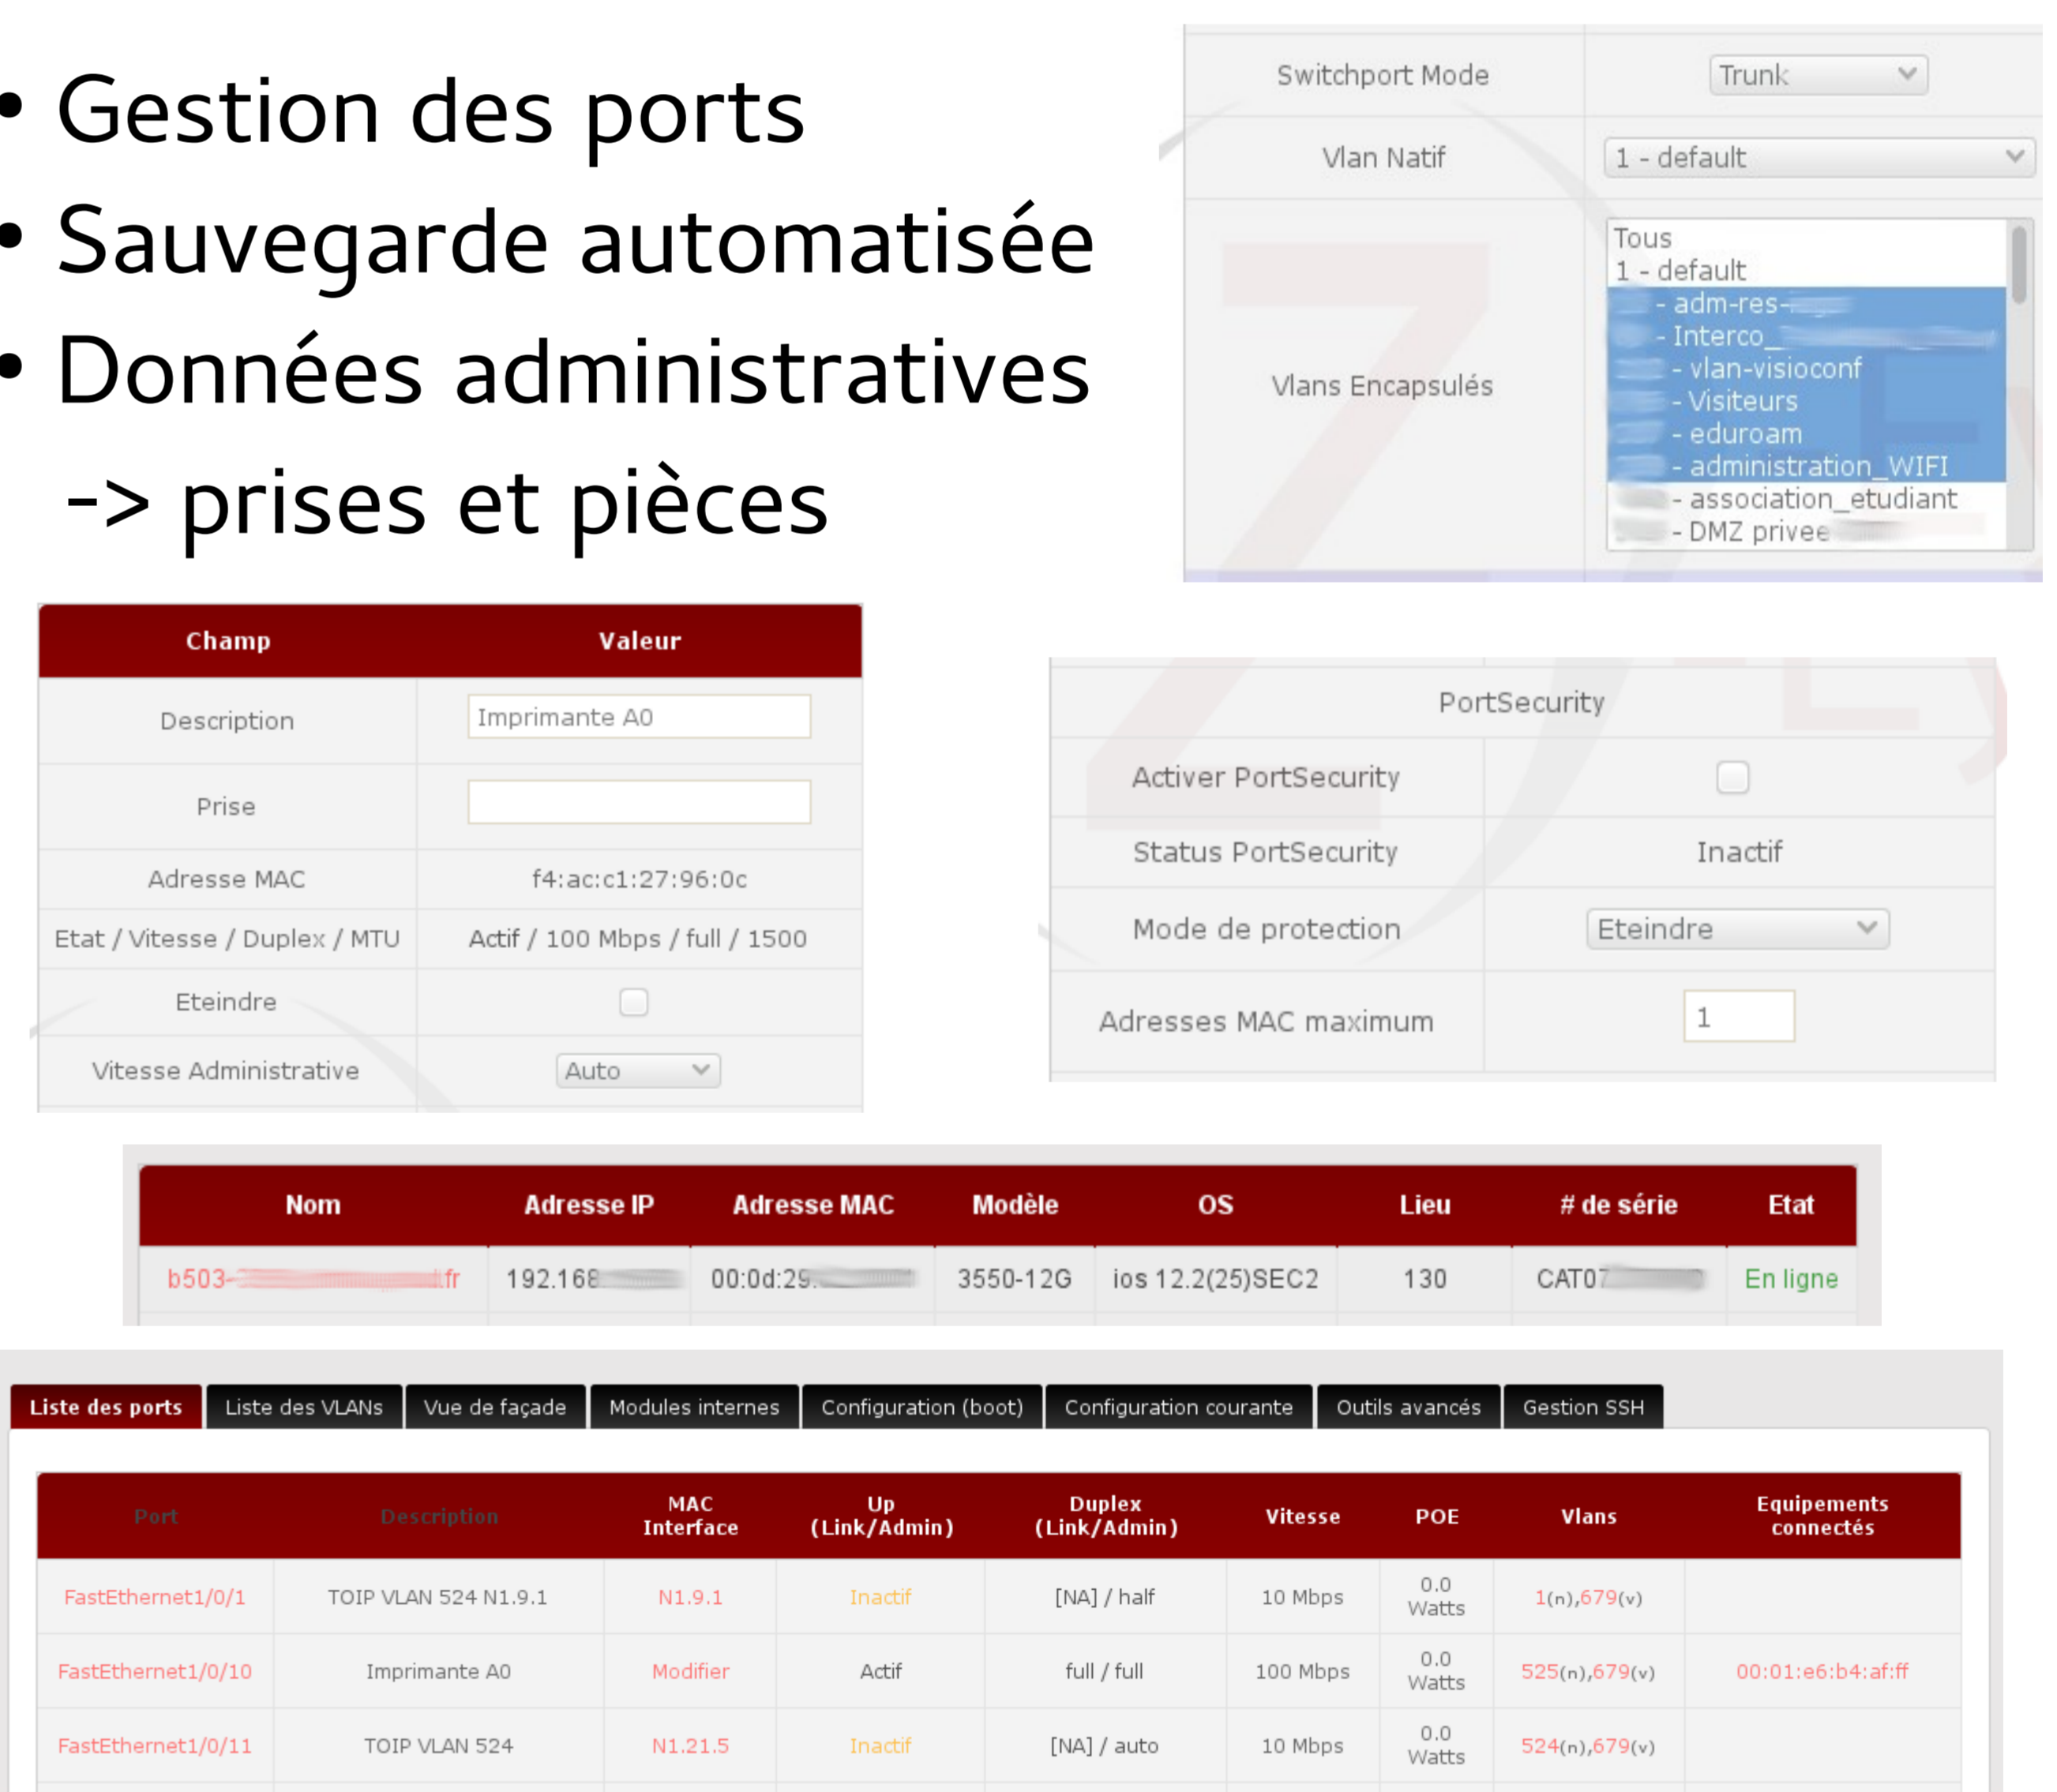 • Gestion des ports
• Sauvegarde automatisée
• Données administratives
-> prises et pièces
Switchport Mode Trunk
Vlan Natif 1 - default
Vlans Encapsulés
Tous
1 - default
- adm-res-
- Interco_
- vlan-visioconf
- Visiteurs
- eduroam
- administration_WIFI
- association_etudiant
- DMZ privee
Champ Valeur
Description Imprimante A0
Prise
Adresse MAC f4:ac:c1:27:96:0c
Etat / Vitesse / Duplex / MTU Actif / 100 Mbps / full / 1500
Eteindre
Vitesse Administrative Auto
PortSecurity
Activer PortSecurity
Status PortSecurity Inactif
Mode de protection Eteindre
Adresses MAC maximum 1
Nom Adresse IP Adresse MAC Modèle OS Lieu # de série Etat
b503- .fr 192.168 00:0d:29 3550-12G ios 12.2(25)SEC2 130 CAT07 En ligne
Liste des ports Liste des VLANs Vue de façade Modules internes Configuration (boot) Configuration courante Outils avancés Gestion SSH
Port Description MAC Interface Up (Link/Admin) Duplex (Link/Admin) Vitesse POE Vlans Equipements connectés
FastEthernet1/0/1 TOIP VLAN 524 N1.9.1 N1.9.1 Inactif [NA] / half 10 Mbps 0.0 Watts 1(n),679(v)
FastEthernet1/0/10 Imprimante A0 Modifier Actif full / full 100 Mbps 0.0 Watts 525(n),679(v) 00:01:e6:b4:af:ff
FastEthernet1/0/11 TOIP VLAN 524 N1.21.5 Inactif [NA] / auto 10 Mbps 0.0 Watts 524(n),679(v)